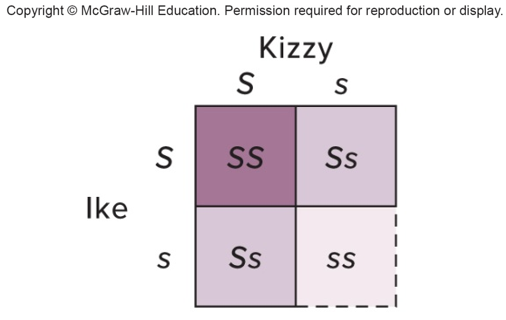 Copyright © McGraw-Hill Education. Permission required for reproduction or display.
Kizzy
S s
S SS Ss
Ike
s Ss ss